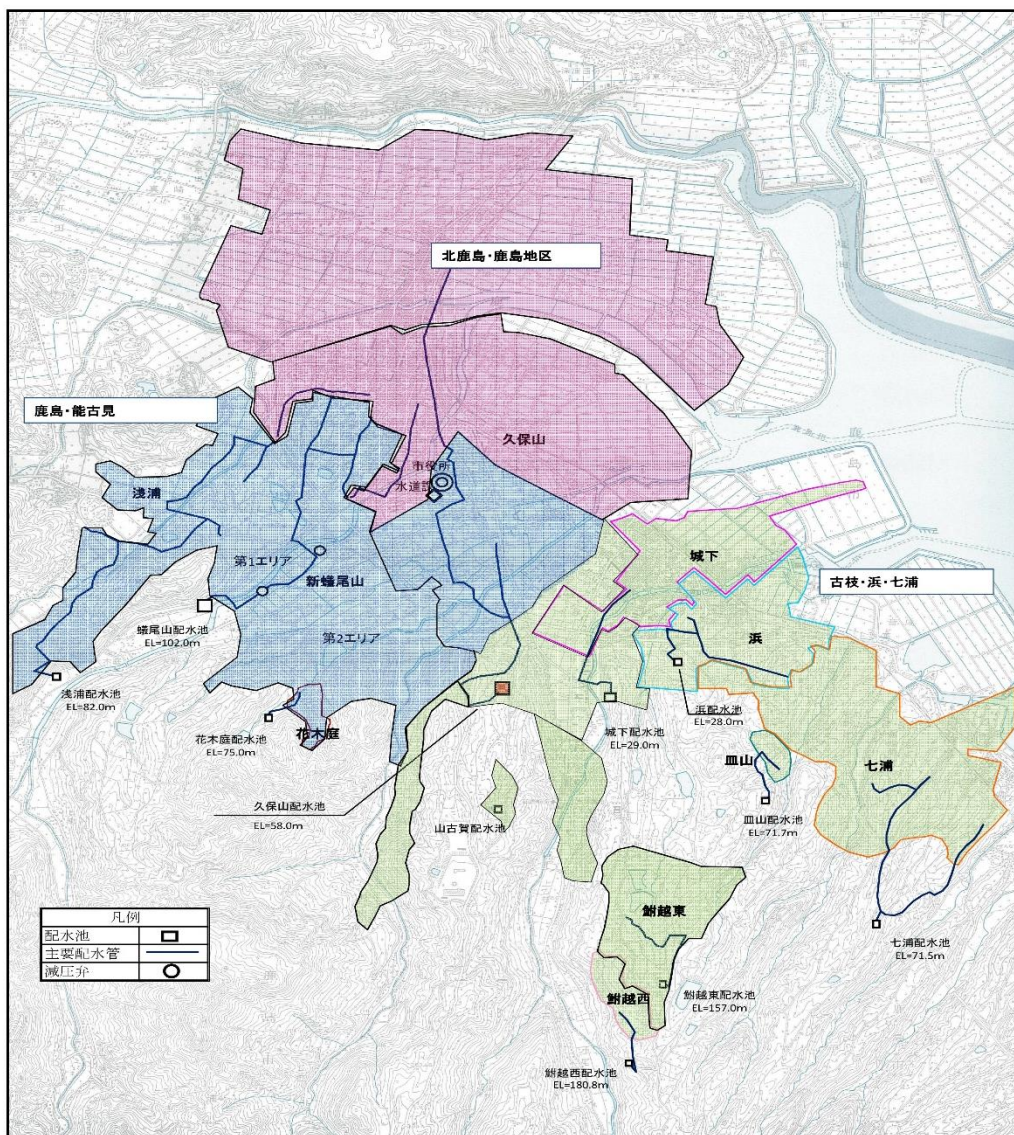 北鹿島・鹿島地区
鹿島・能古見
久保山
市役所
水道課
浅浦
第1エリア
新蟻尾山
城下
古枝・浜・七浦
第2エリア
浜
蟻尾山配水池
EL=102.0m
浅浦配水池
EL=82.0m
花木庭配水池
EL=75.0m
花木庭
城下配水池
EL=29.0m
浜配水池
EL=28.0m
皿山
七浦
久保山配水池
EL=58.0m
山古賀配水池
皿山配水池
EL=71.7m
鮒越東
七浦配水池
EL=71.5m
凡例
配水池
主要配水管
減圧弁
鮒越西
鮒越東配水池
EL=157.0m
鮒越西配水池
EL=180.8m